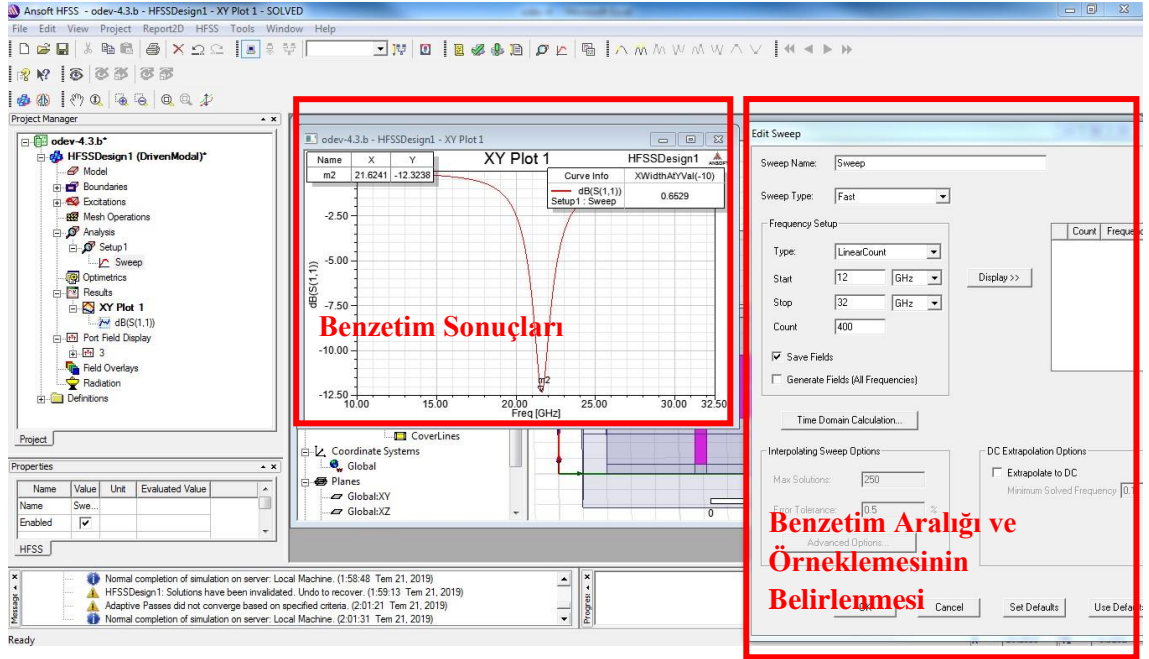 Ansoft HFSS - odev-4.3.b - HFSSDesign1 - XY Plot 1 - SOLVED
File Edit View Project Report2D HFSS Tools Window Help
Project Manager
odev-4.3.b*
HFSSDesign1 (DrivenModal)*
Model
Boundaries
Excitations
Mesh Operations
Analysis
Setup1
Sweep
Optimetrics
Results
XY Plot 1
dB(S(1,1))
Port Field Display
3
Field Overlays
Radiation
Definitions
Project
Properties
Name Value Unit Evaluated Value
Name Swe...
Enabled
HFSS
odev-4.3.b - HFSSDesign1 - XY Plot 1
XY Plot 1
HFSSDesign1
ANSOFT
Name X Y
m2 21.6241 -12.3238
Curve Info XWidthAtYVal(-10)
dB(S(1,1))
Setup1 : Sweep
0.6529
-2.50
-5.00
-7.50
-10.00
-12.50
dB(S(1,1))
m2
10.00 15.00 20.00 25.00 30.00 32.50
Freq [GHz]
Benzetim Sonuçları
CoverLines
Coordinate Systems
Global
Planes
Global:XY
Global:XZ
0
Edit Sweep
Sweep Name: Sweep
Sweep Type: Fast
Frequency Setup
Type: LinearCount
Start 12 GHz
Stop 32 GHz
Count 400
Display >>
Count Frequenc
Save Fields
Generate Fields (All Frequencies)
Time Domain Calculation...
Interpolating Sweep Options
Max Solutions: 250
Error Tolerance: 0.5 %
Advanced Options...
DC Extrapolation Options
Extrapolate to DC
Minimum Solved Frequency 0.1
Benzetim Aralığı ve
Örneklemesinin
Belirlenmesi
OK Cancel Set Defaults Use Defaul
Message
Normal completion of simulation on server: Local Machine. (1:58:48 Tem 21, 2019)
HFSSDesign1: Solutions have been invalidated. Undo to recover. (1:59:13 Tem 21, 2019)
Adaptive Passes did not converge based on specified criteria. (2:01:21 Tem 21, 2019)
Normal completion of simulation on server: Local Machine. (2:01:31 Tem 21, 2019)
Progres
Ready